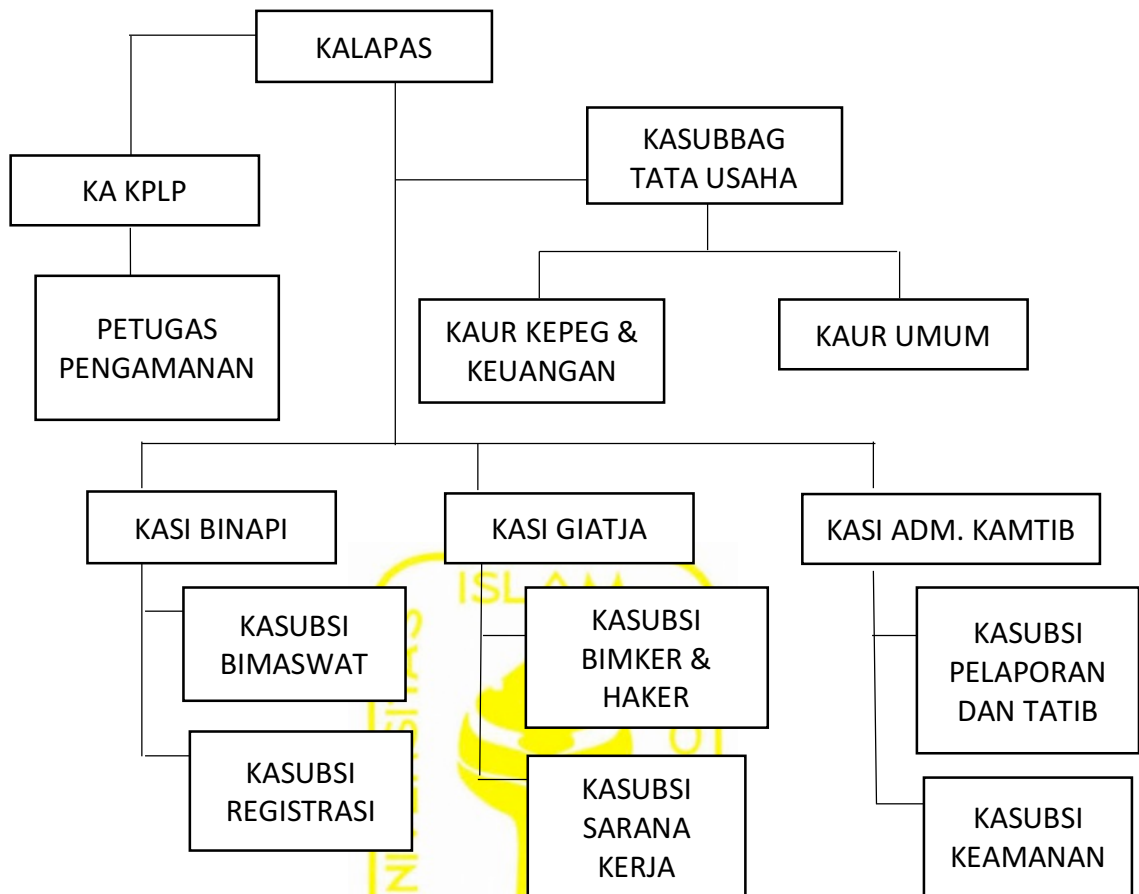 KALAPAS
KASUBBAG
TATA USAHA
KA KPLP
PETUGAS
PENGAMANAN
KAUR KEPEG &
KEUANGAN
KAUR UMUM
KASI BINAPI
KASI GIATJA
KASI ADM. KAMTIB
ISLAM
KASUBSI
BIMASWAT
KASUBSI
BIMKER &
HAKER
KASUBSI
PELAPORAN
DAN TATIB
KASUBSI
REGISTRASI
KASUBSI
SARANA
KERJA
KASUBSI
KEAMANAN